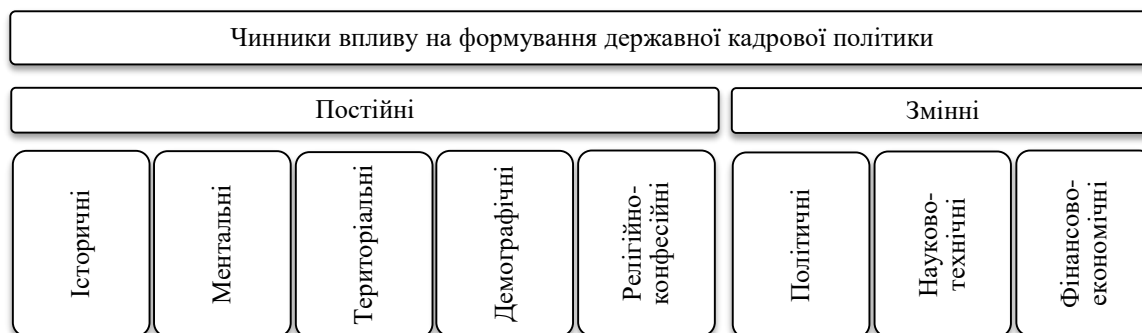 Чинники впливу на формування державної кадрової політики
Постійні
Змінні
Історичні
Ментальні
Територіальні
Демографічні
Релігійно-
конфесійні
Політичні
Науково-
технічні
Фінансово-
економічні